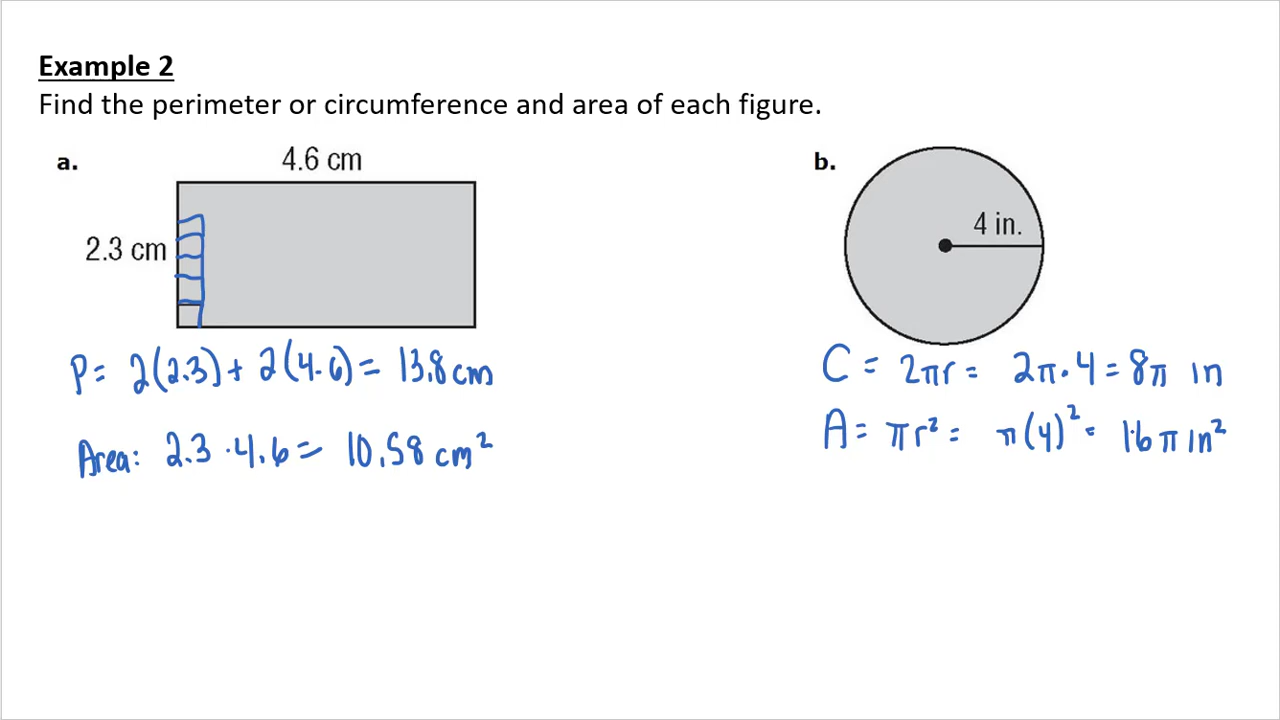 Example 2
Find the perimeter or circumference and area of each figure.
a.
4.6 cm
2.3 cm
P = 2(2.3) + 2(4.6) = 13.8 cm
Area: 2.3 · 4.6 = 10.58 cm²
b.
4 in.
C = 2πr = 2π · 4 = 8π in
A = πr² = π(4)² = 16π in²